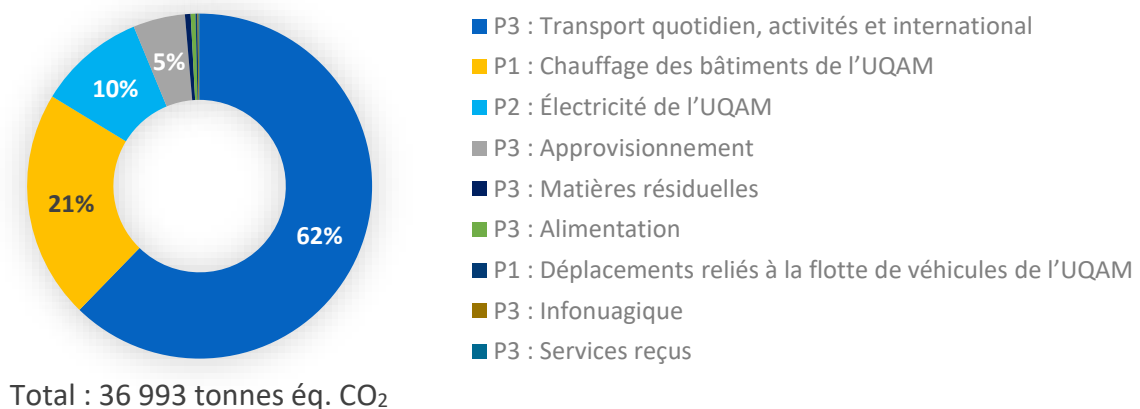 5%
10%
21%
62%
P3 : Transport quotidien, activités et international
P1 : Chauffage des bâtiments de l’UQAM
P2 : Électricité de l’UQAM
P3 : Approvisionnement
P3 : Matières résiduelles
P3 : Alimentation
P1 : Déplacements reliés à la flotte de véhicules de l’UQAM
P3 : Infonuagique
P3 : Services reçus
Total : 36 993 tonnes éq. CO₂